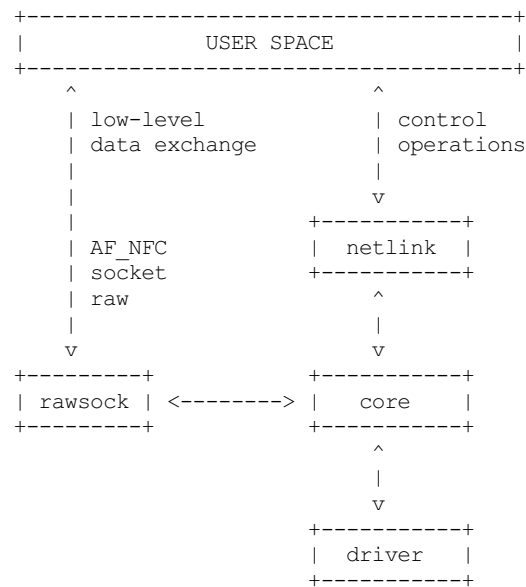 USER SPACE
low-level control
data exchange operations
AF_NFC netlink
socket
raw
rawsock core
driver